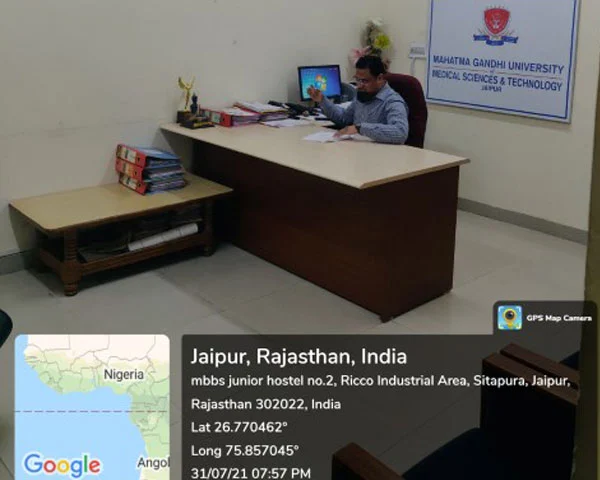 MAHATMA GANDHI UNIVERSITY
of
MEDICAL SCIENCES & TECHNOLOGY
JAIPUR
GPS Map Camera
Nigeria
Angol
Google
Jaipur, Rajasthan, India
mbbs junior hostel no.2, Ricco Industrial Area, Sitapura, Jaipur,
Rajasthan 302022, India
Lat 26.770462°
Long 75.857045°
31/07/21 07:57 PM